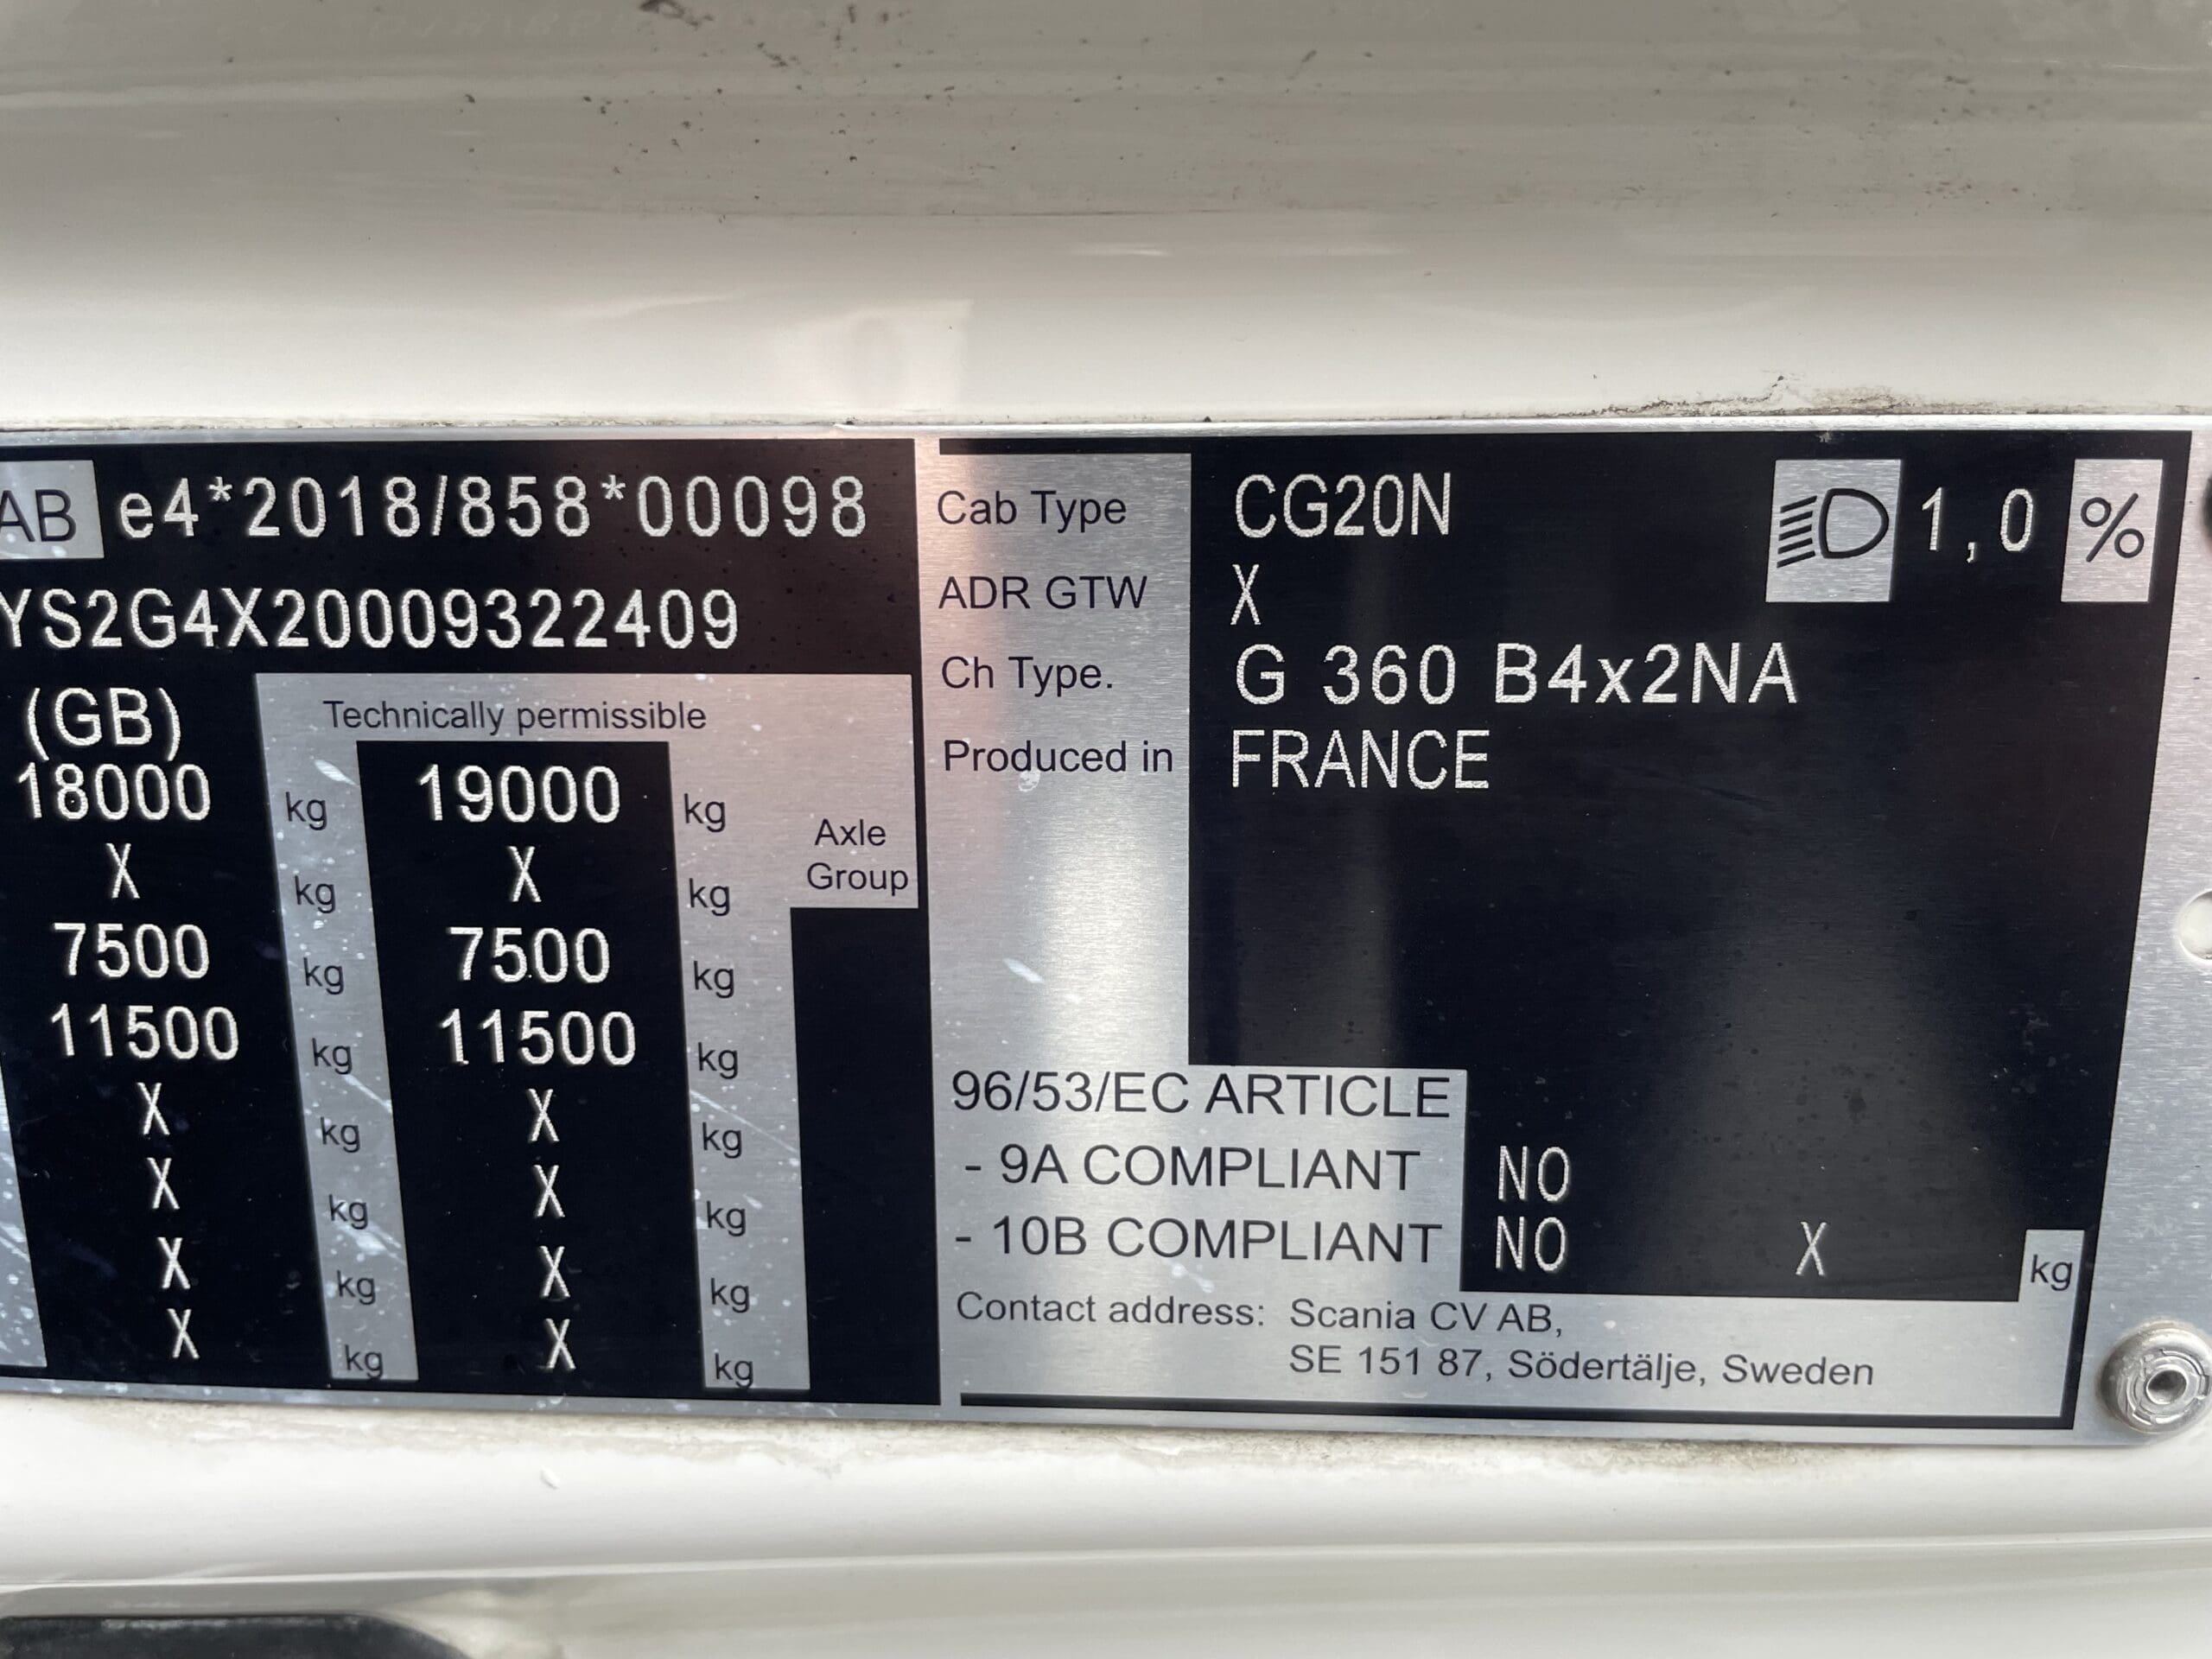 AB e4*2018/858*00098
YS2G4X20009322409
(GB)
Technically permissible
18000 kg 19000 kg
Axle
Group
X kg X kg
7500 kg 7500 kg
11500 kg 11500 kg
X kg X kg
X kg X kg
X kg X kg
X kg X kg
Cab Type CG20N 1,0 %
ADR GTW X
Ch Type. G 360 B4x2NA
Produced in FRANCE
96/53/EC ARTICLE
- 9A COMPLIANT NO
- 10B COMPLIANT NO X kg
Contact address: Scania CV AB,
SE 151 87, Södertälje, Sweden